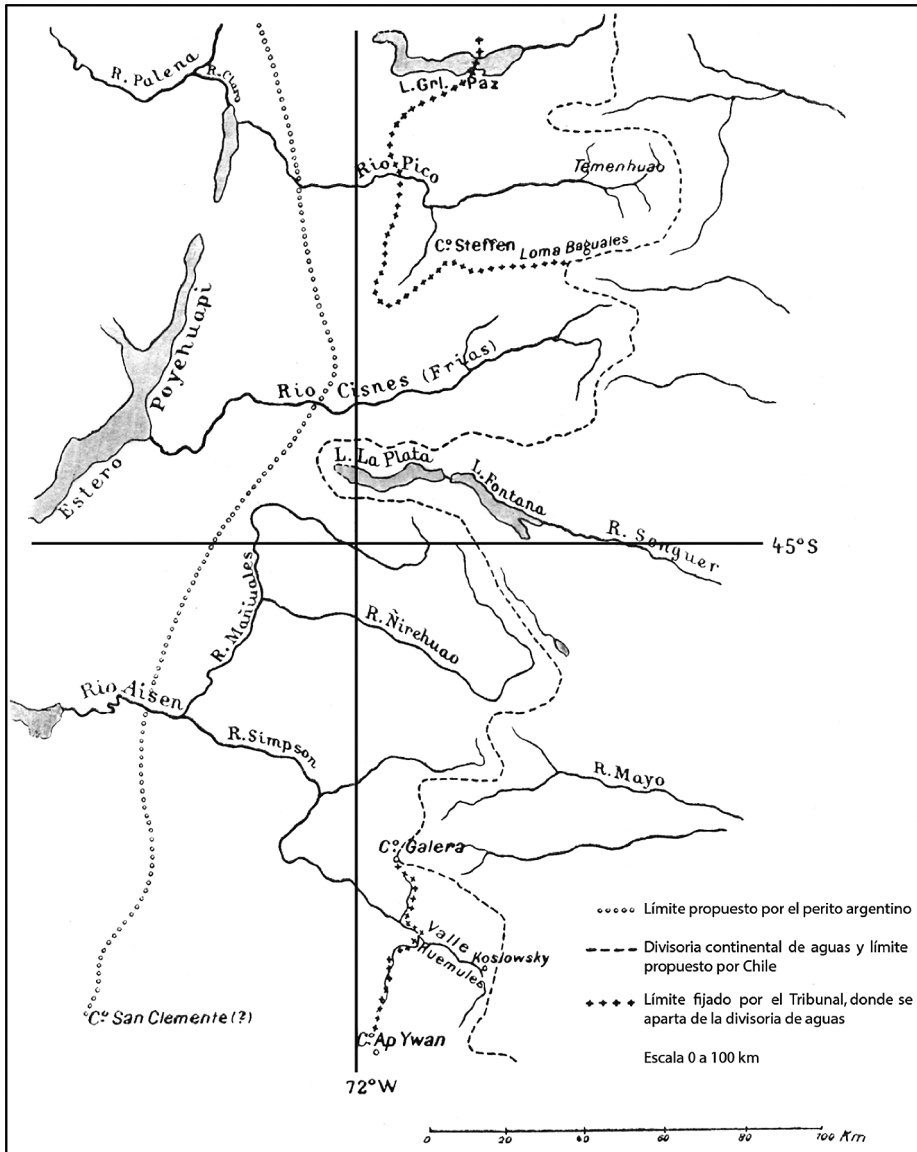 R. Palena
R. Claro
L. Grl. Paz
Rio Pico
Temenhuao
Cº Steffen
Loma Baguales
Estero Poyehuapi
Rio Cisnes (Frias)
L. La Plata
L. Fontana
R. Senguer
45°S
R. Mañiuales
R. Ñirehuao
Rio Aisen
R. Simpson
R. Mayo
Cº Galera
Valle
Huemules
Koslowsky
Cº San Clemente (?)
Cº Ap Ywan
72°W
Límite propuesto por el perito argentino
Divisoria continental de aguas y límite
propuesto por Chile
Límite fijado por el Tribunal, donde se
aparta de la divisoria de aguas
Escala 0 a 100 km
0 20 40 60 80 100 Km